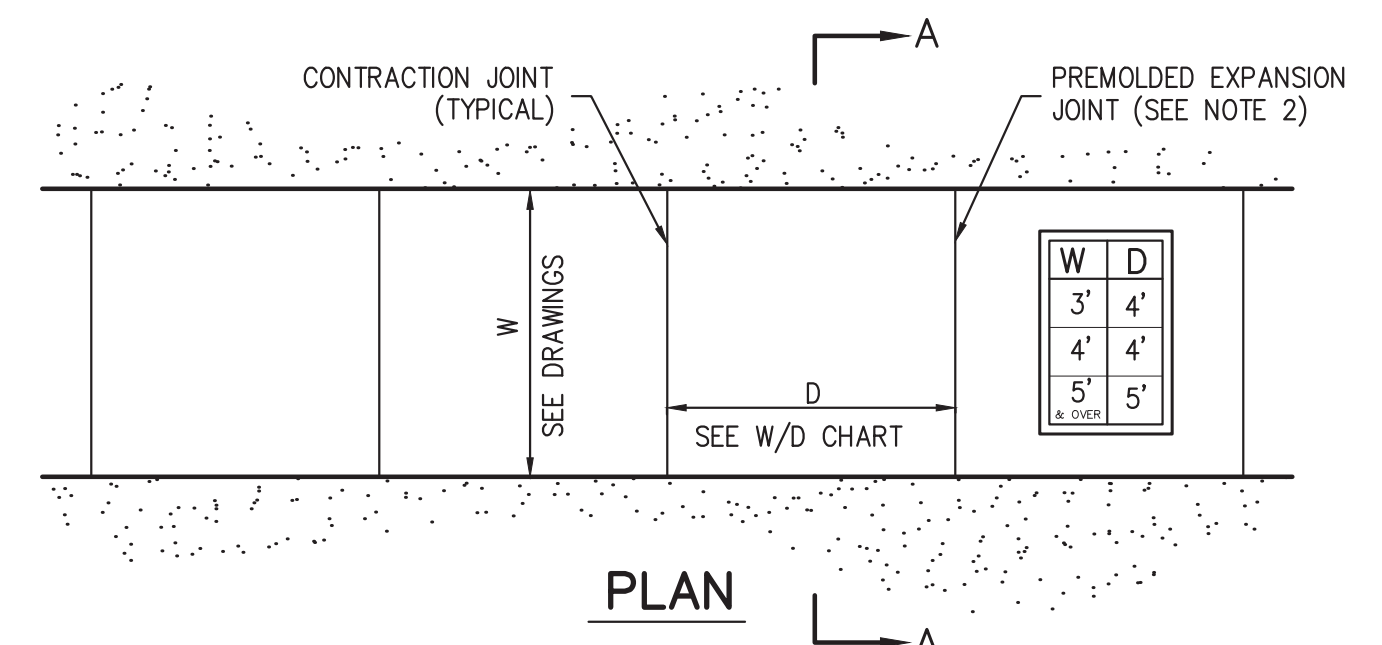 A
CONTRACTION JOINT
(TYPICAL)
PREMOLDED EXPANSION
JOINT (SEE NOTE 2)
W
SEE DRAWINGS
D
SEE W/D CHART
W D
3' 4'
4' 4'
5' 5'
& OVER
PLAN
A